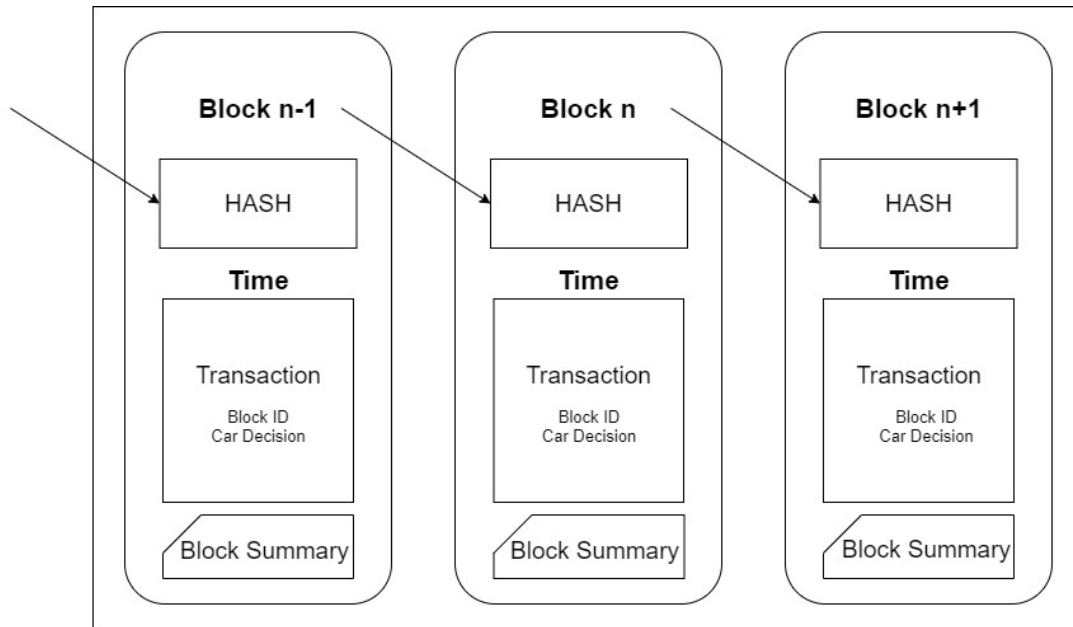 Block n-1
HASH
Time
Transaction
Block ID
Car Decision
Block Summary
Block n
HASH
Time
Transaction
Block ID
Car Decision
Block Summary
Block n+1
HASH
Time
Transaction
Block ID
Car Decision
Block Summary